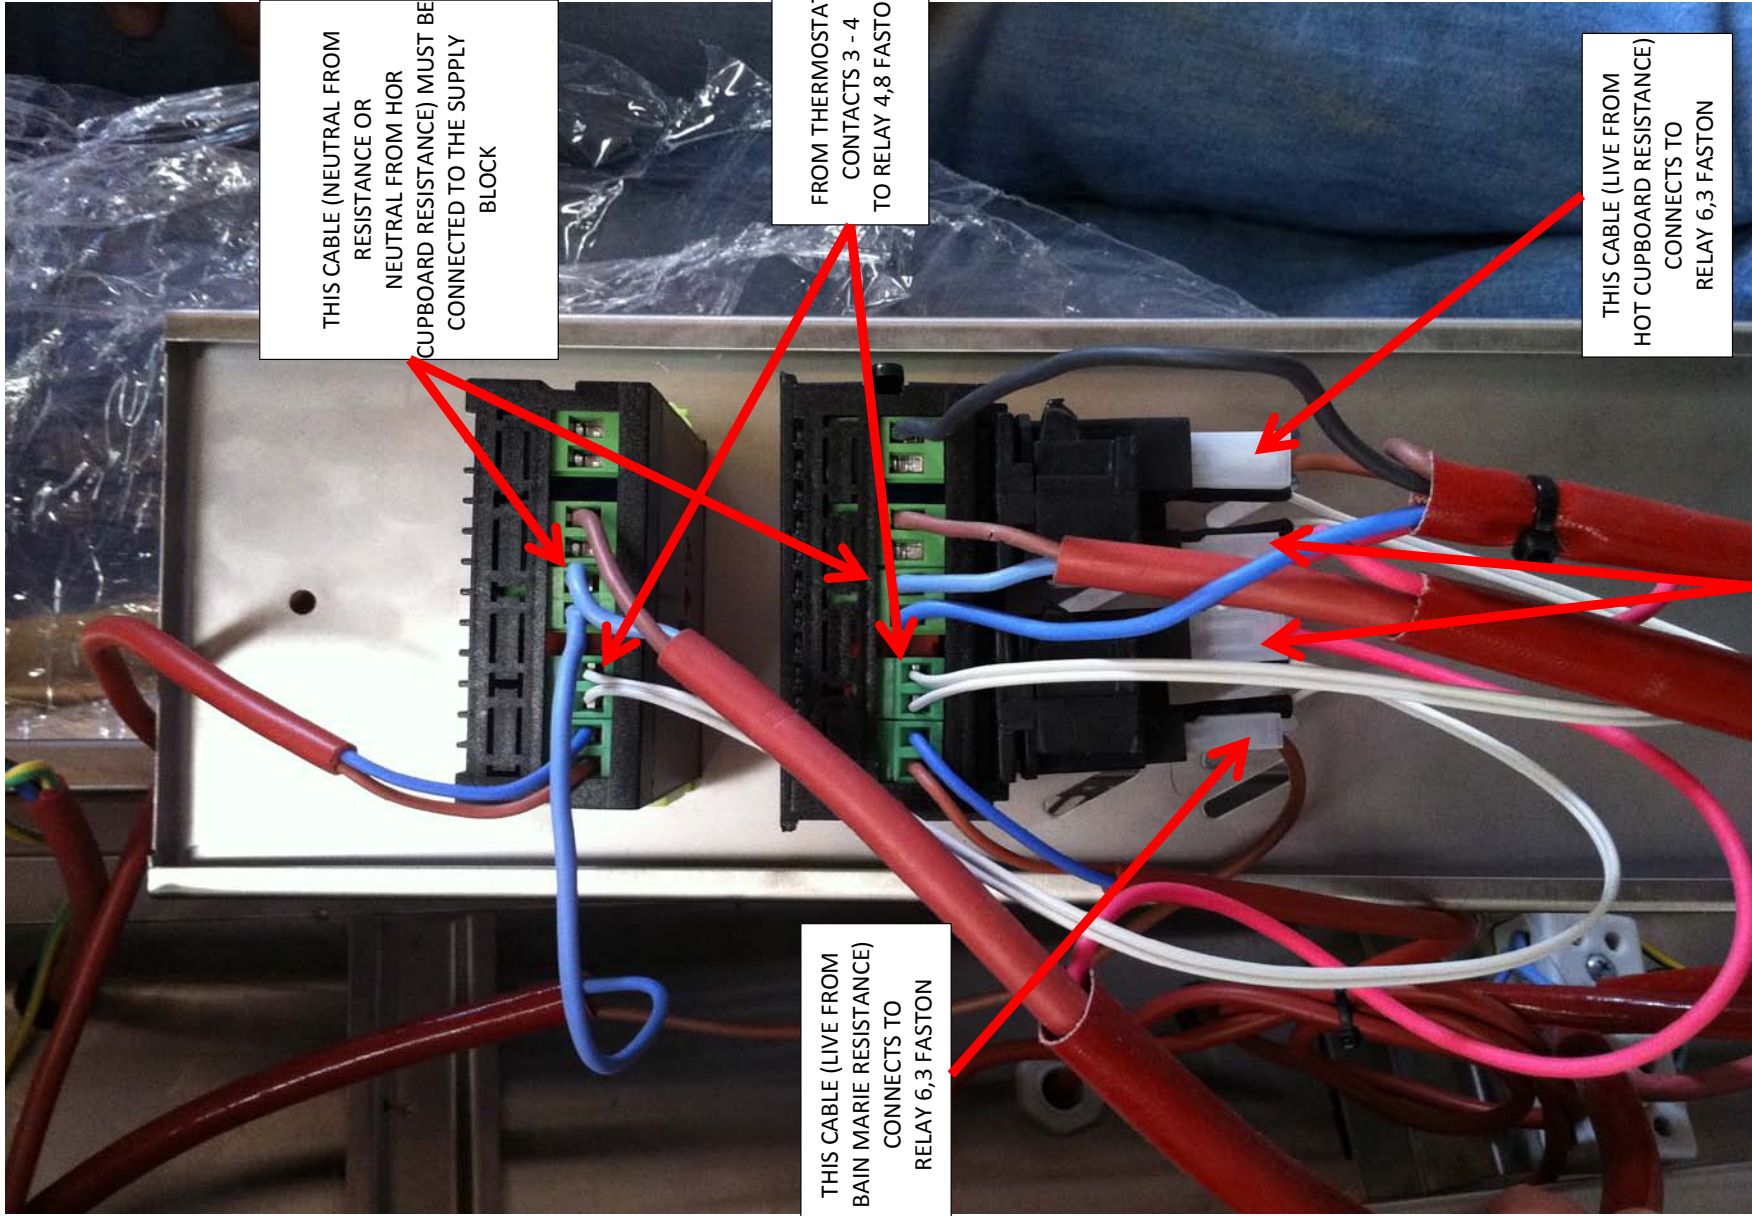 THIS CABLE (NEUTRAL FROM
RESISTANCE OR
NEUTRAL FROM HOR
CUPBOARD RESISTANCE) MUST BE
CONNECTED TO THE SUPPLY
BLOCK
FROM THERMOSTAT
CONTACTS 3 - 4
TO RELAY 4,8 FASTO
THIS CABLE (LIVE FROM
HOT CUPBOARD RESISTANCE)
CONNECTS TO
RELAY 6,3 FASTON
THIS CABLE (LIVE FROM
BAIN MARIE RESISTANCE)
CONNECTS TO
RELAY 6,3 FASTON